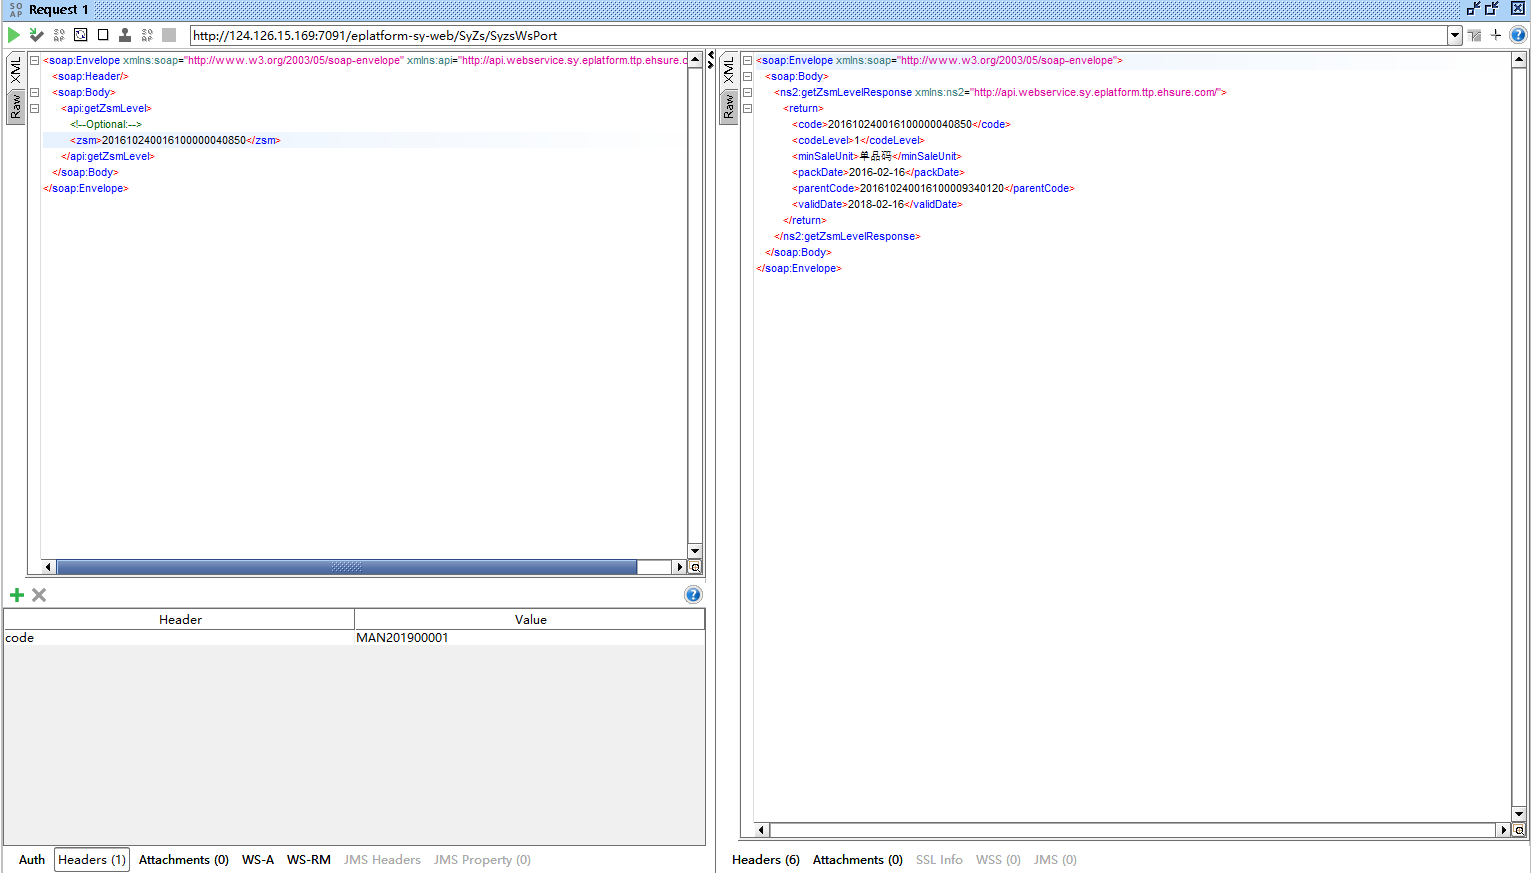 SO
AP
Request 1
http://124.126.15.169:7091/eplatform-sy-web/SyZs/SyzsWsPort
XML
Raw
<soap:Envelope xmlns:soap="http://www.w3.org/2003/05/soap-envelope" xmlns:api="http://api.webservice.sy.eplatform.ttp.ehsure.c
<soap:Header/>
<soap:Body>
<api:getZsmLevel>
<!--Optional:-->
<zsm>201610240016100000040850</zsm>
</api:getZsmLevel>
</soap:Body>
</soap:Envelope>
Header Value
code MAN201900001
Auth Headers (1) Attachments (0) WS-A WS-RM JMS Headers JMS Property (0)
XML
Raw
<soap:Envelope xmlns:soap="http://www.w3.org/2003/05/soap-envelope">
<soap:Body>
<ns2:getZsmLevelResponse xmlns:ns2="http://api.webservice.sy.eplatform.ttp.ehsure.com/">
<return>
<code>201610240016100000040850</code>
<codeLevel>1</codeLevel>
<minSaleUnit>单品码</minSaleUnit>
<packDate>2016-02-16</packDate>
<parentCode>201610240016100009340120</parentCode>
<validDate>2018-02-16</validDate>
</return>
</ns2:getZsmLevelResponse>
</soap:Body>
</soap:Envelope>
Headers (6) Attachments (0) SSL Info WSS (0) JMS (0)